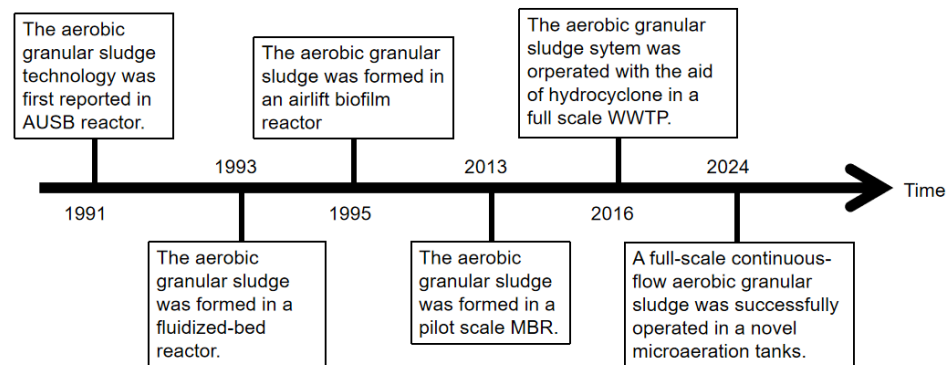 The aerobic
granular sludge
technology was
first reported in
AUSB reactor.
The aerobic granular
sludge was formed in
an airlift biofilm
reactor
The aerobic granular
sludge sytem was
orperated with the aid
of hydrocyclone in a
full scale WWTP.
1993
2013
2024
Time
1991
1995
2016
The aerobic
granular sludge
was formed in a
fluidized-bed
reactor.
The aerobic
granular sludge
was formed in a
pilot scale MBR.
A full-scale continuous-
flow aerobic granular
sludge was successfully
operated in a novel
microaeration tanks.